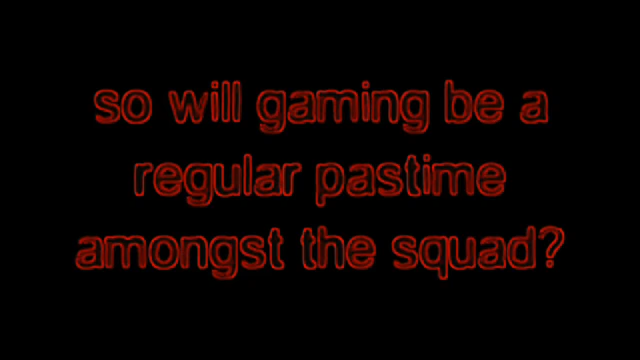 so will gaming be a
regular pastime
amongst the squad?